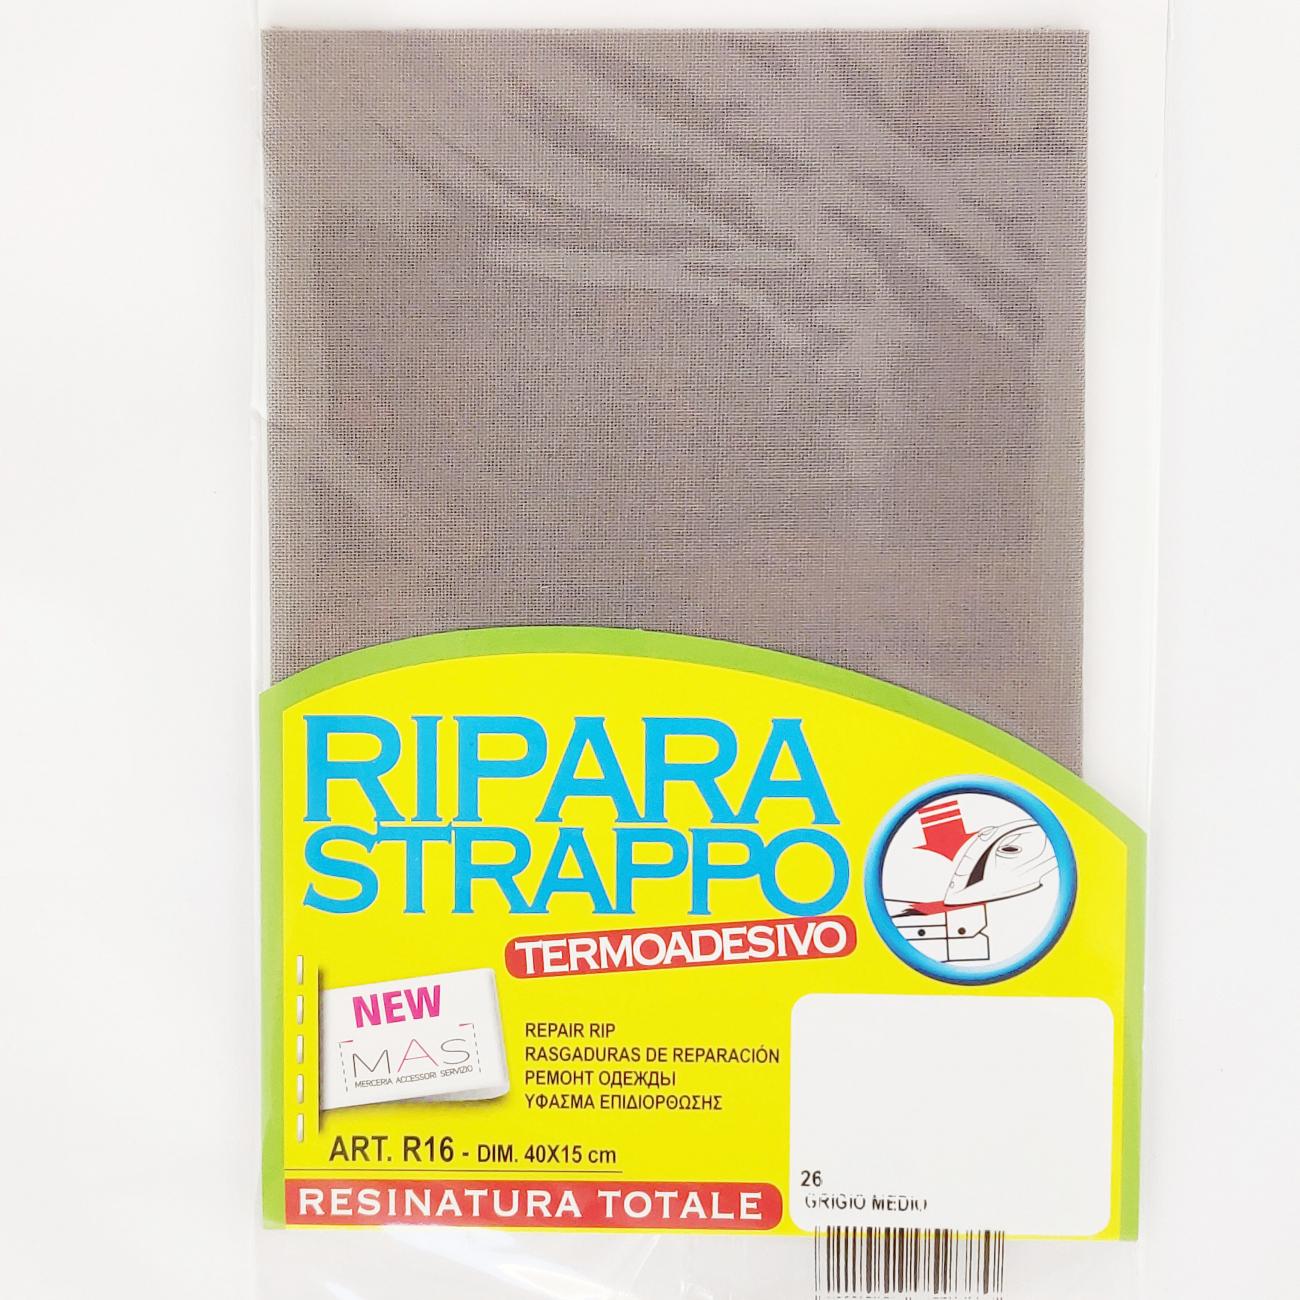 RIPARA
STRAPPO
TERMOADESIVO
NEW
MAS
MERCERIA ACCESSORI SERVIZIO
REPAIR RIP
RASGADURAS DE REPARACIÓN
РЕМОНТ ОДЕЖДЫ
ΥΦΑΣΜΑ ΕΠΙΔΙΟΡΘΩΣΗΣ
ART. R16 - DIM. 40X15 cm
RESINATURA TOTALE
26
GRIGIO MEDIO